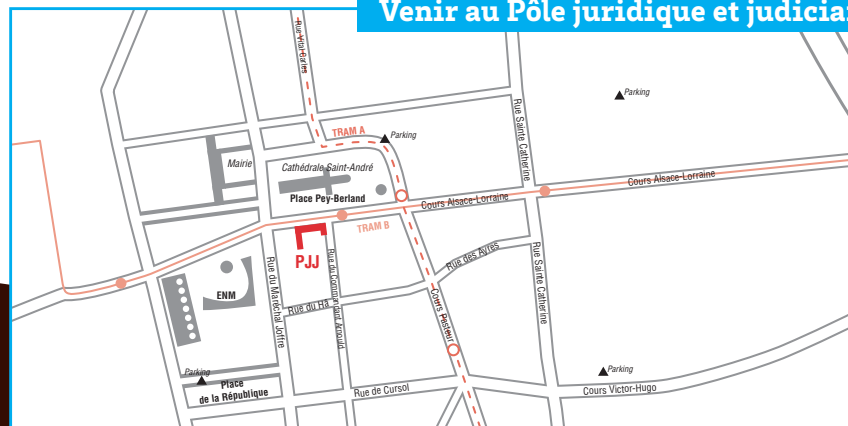 Venir au Pôle juridique et judiciai
Rue Vital Carles
Parking
TRAM A
Parking
Rue Sainte Catherine
Mairie
Cathédrale Saint-André
Place Pey-Berland
Cours Alsace-Lorraine
Cours Alsace-Lorraine
TRAM B
PJJ
ENM
Rue du Maréchal Joffre
Rue du Commandant Arnould
Rue du Hâ
Rue des Ayres
Rue Sainte Catherine
Cours Pasteur
Parking
Place
de la République
Rue de Cursol
Parking
Cours Victor-Hugo